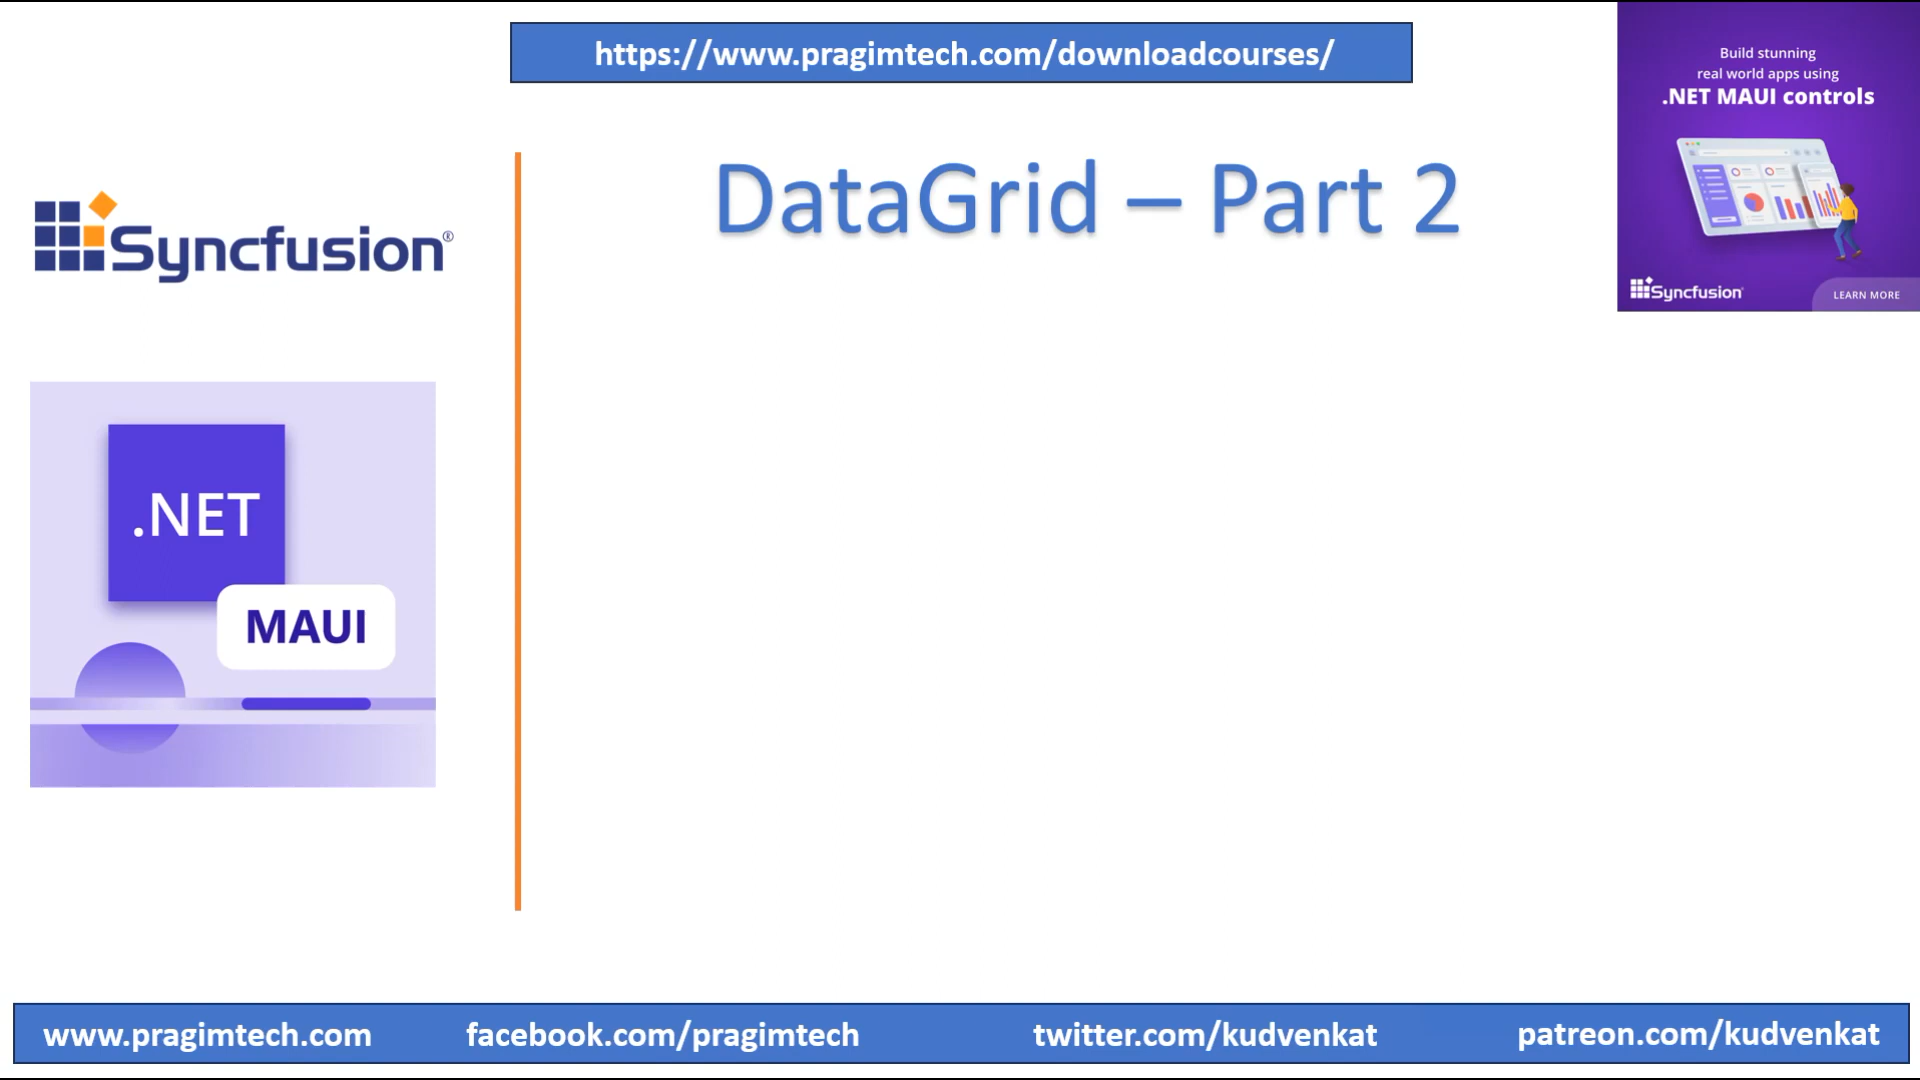 https://www.pragimtech.com/downloadcourses/
Build stunning
real world apps using
.NET MAUI controls
Syncfusion
LEARN MORE
DataGrid – Part 2
Syncfusion®
.NET
MAUI
www.pragimtech.com
facebook.com/pragimtech
twitter.com/kudvenkat
patreon.com/kudvenkat